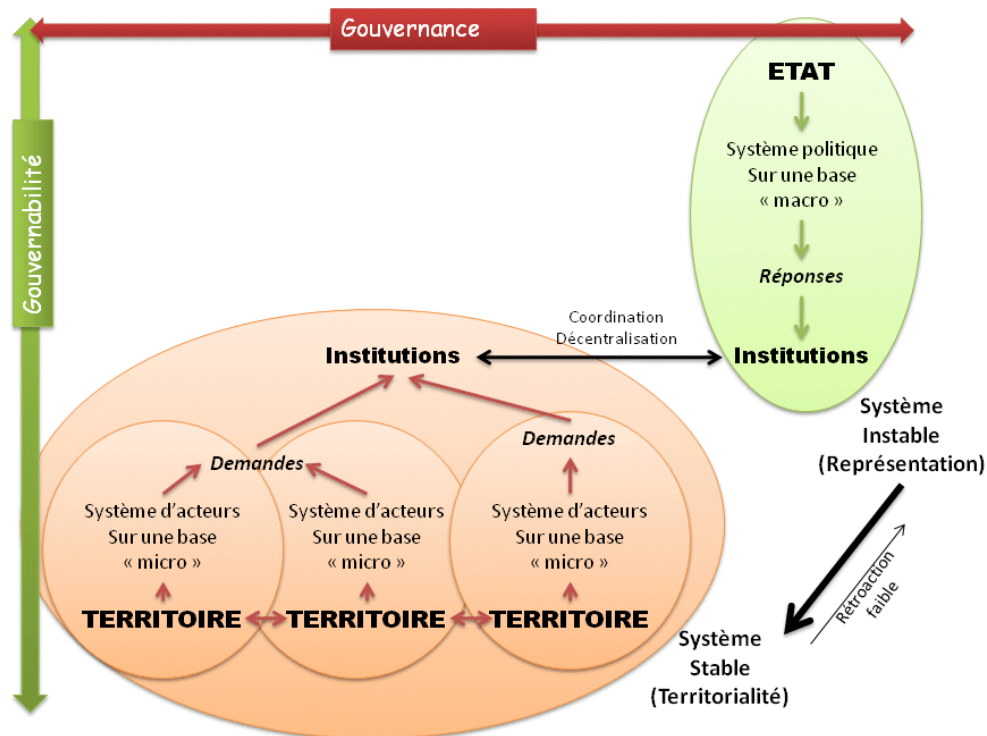 Gouvernance
Gouvernabilité
ETAT
Système politique
Sur une base
« macro »
Réponses
Institutions
Coordination
Décentralisation
Institutions
Demandes
Demandes
Système d'acteurs
Sur une base
« micro »
Système d'acteurs
Sur une base
« micro »
Système d'acteurs
Sur une base
« micro »
TERRITOIRE
TERRITOIRE
TERRITOIRE
Système
Instable
(Représentation)
Rétroaction
faible
Système
Stable
(Territorialité)